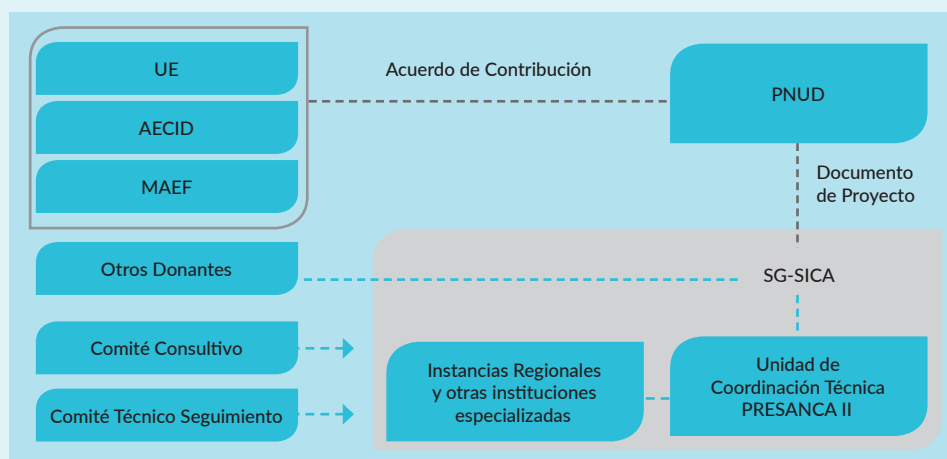 UE
AECID
MAEF
Acuerdo de Contribución
PNUD
Documento
de Proyecto
Otros Donantes
SG-SICA
Comité Consultivo
Comité Técnico Seguimiento
Instancias Regionales
y otras instituciones
especializadas
Unidad de
Coordinación Técnica
PRESANCA II